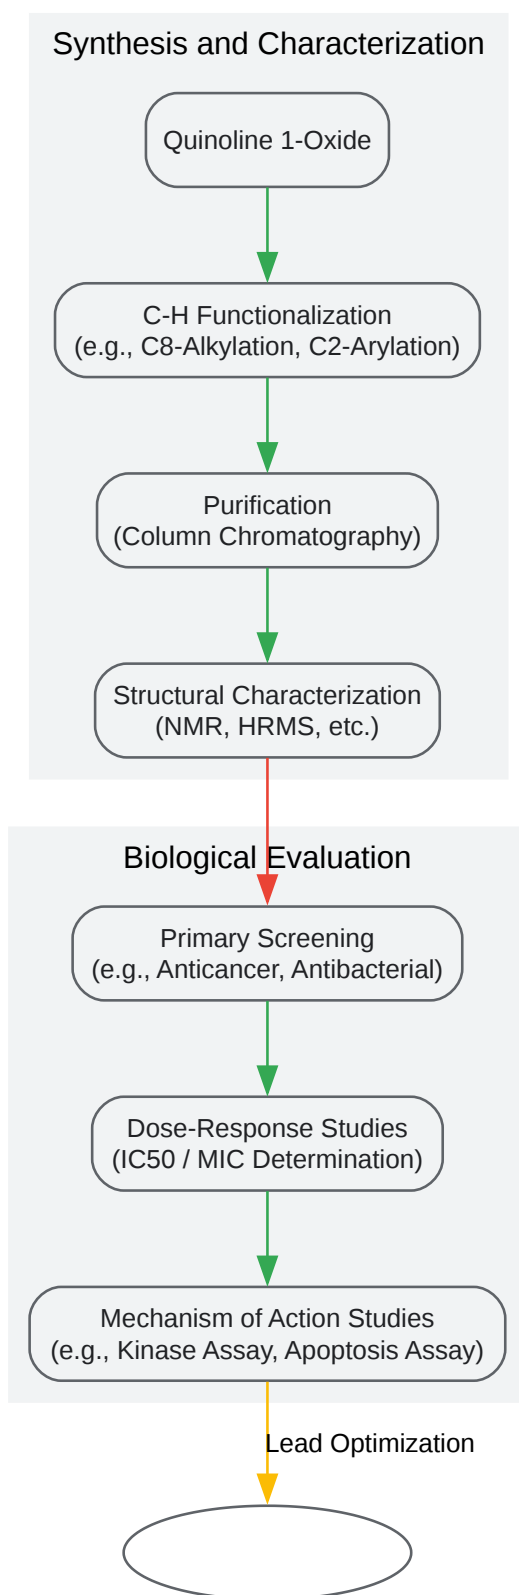 Synthesis and Characterization
Quinoline 1-Oxide
C-H Functionalization
(e.g., C8-Alkylation, C2-Arylation)
Purification
(Column Chromatography)
Structural Characterization
(NMR, HRMS, etc.)
Biological Evaluation
Primary Screening
(e.g., Anticancer, Antibacterial)
Dose-Response Studies
(IC50 / MIC Determination)
Mechanism of Action Studies
(e.g., Kinase Assay, Apoptosis Assay)
Lead Optimization